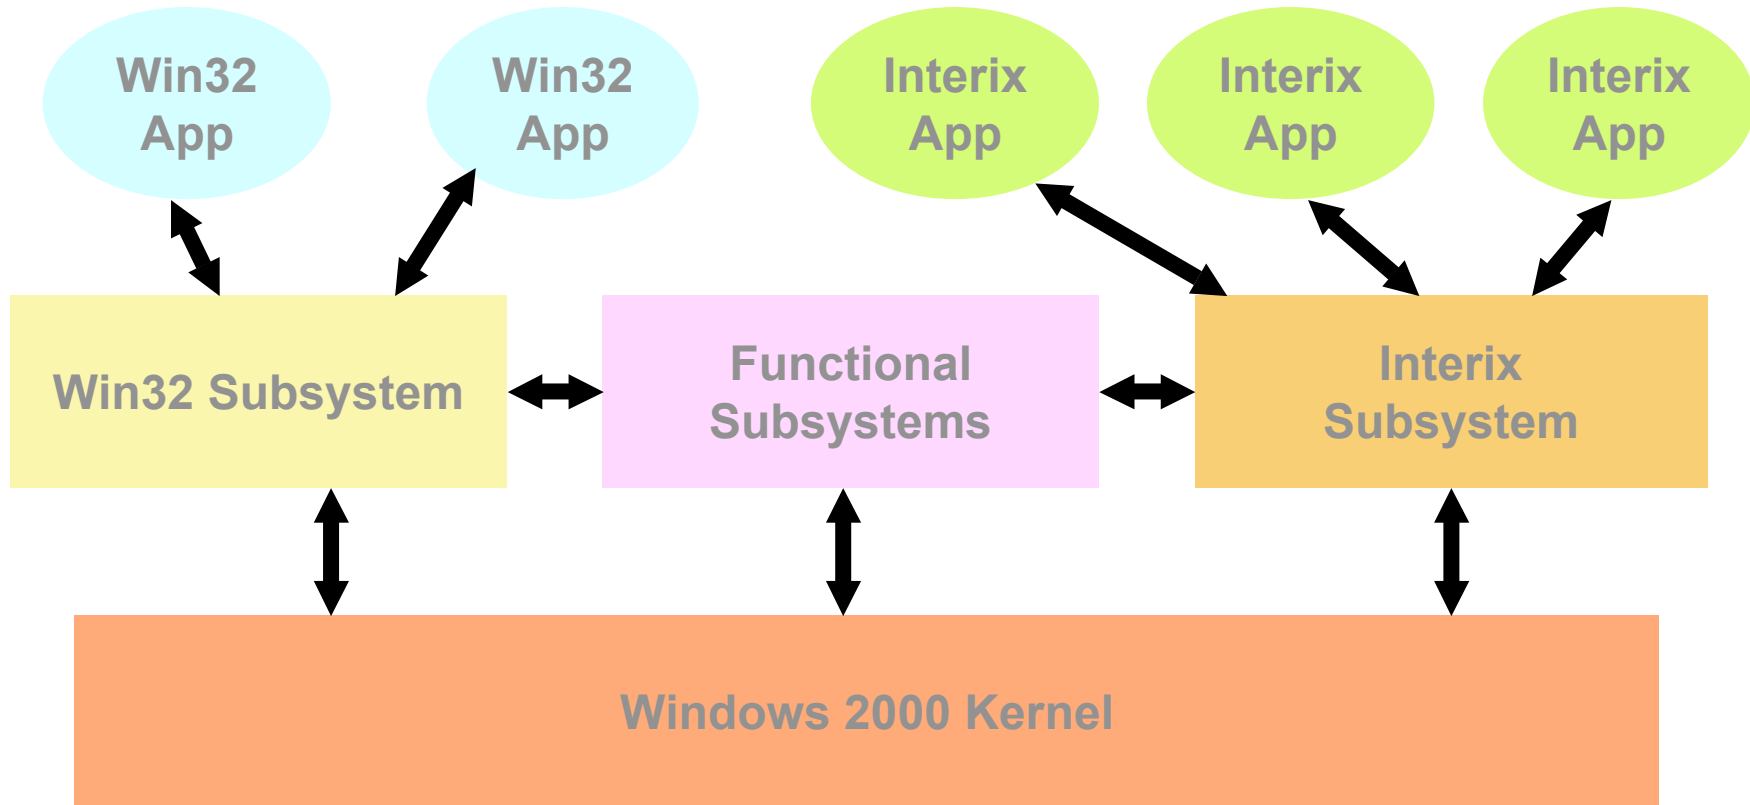 Win32
App
Win32
App
Interix
App
Interix
App
Interix
App
Win32 Subsystem
Functional
Subsystems
Interix
Subsystem
Windows 2000 Kernel